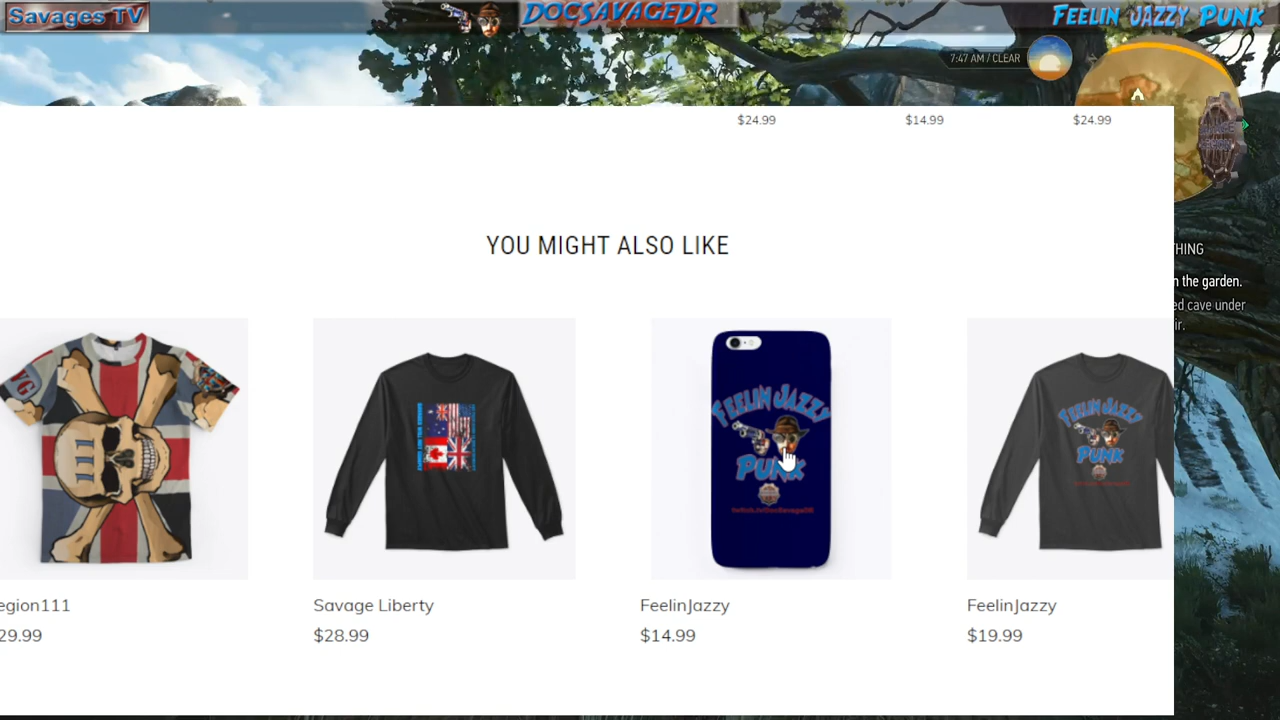 Savages TV
DocSavageDR
Feelin Jazzy Punk
7:47 AM / CLEAR
$24.99
$14.99
$24.99
THING
n the garden.
ed cave under
ir.
YOU MIGHT ALSO LIKE
111
FEELIN JAZZY
PUNK
FEELIN JAZZY
PUNK
egion111
Savage Liberty
FeelinJazzy
FeelinJazzy
29.99
$28.99
$14.99
$19.99